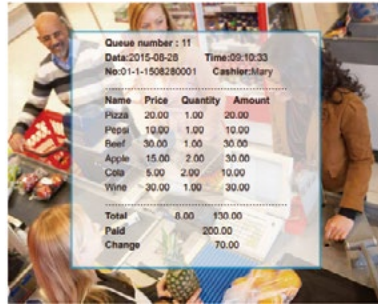 Queue number : 11
Data:2015-08-28 Time:09:10:33
No:01-1-1508280001 Cashier:Mary
Name Price Quantity Amount
Pizza 20.00 1.00 20.00
Pepsi 10.00 1.00 10.00
Beef 30.00 1.00 30.00
Apple 15.00 2.00 30.00
Cola 5.00 2.00 10.00
Wine 30.00 1.00 30.00
Total 8.00 130.00
Paid 200.00
Change 70.00